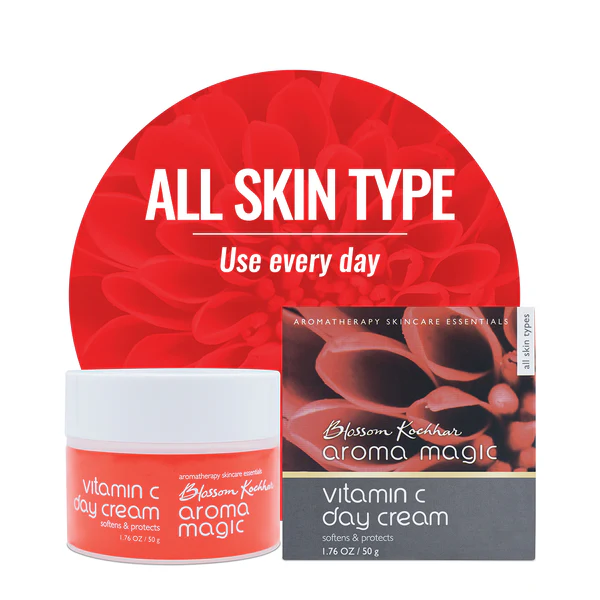 ALL SKIN TYPE
Use every day
AROMATHERAPY SKINCARE ESSENTIALS
all skin types
Blossom Kochhar
aroma magic
vitamin c
day cream
softens & protects
1.76 OZ / 50 g
aromatherapy skincare essentials
Blossom Kochhar
aroma
magic
vitamin c
day cream
softens & protects
1.76 OZ / 50 g